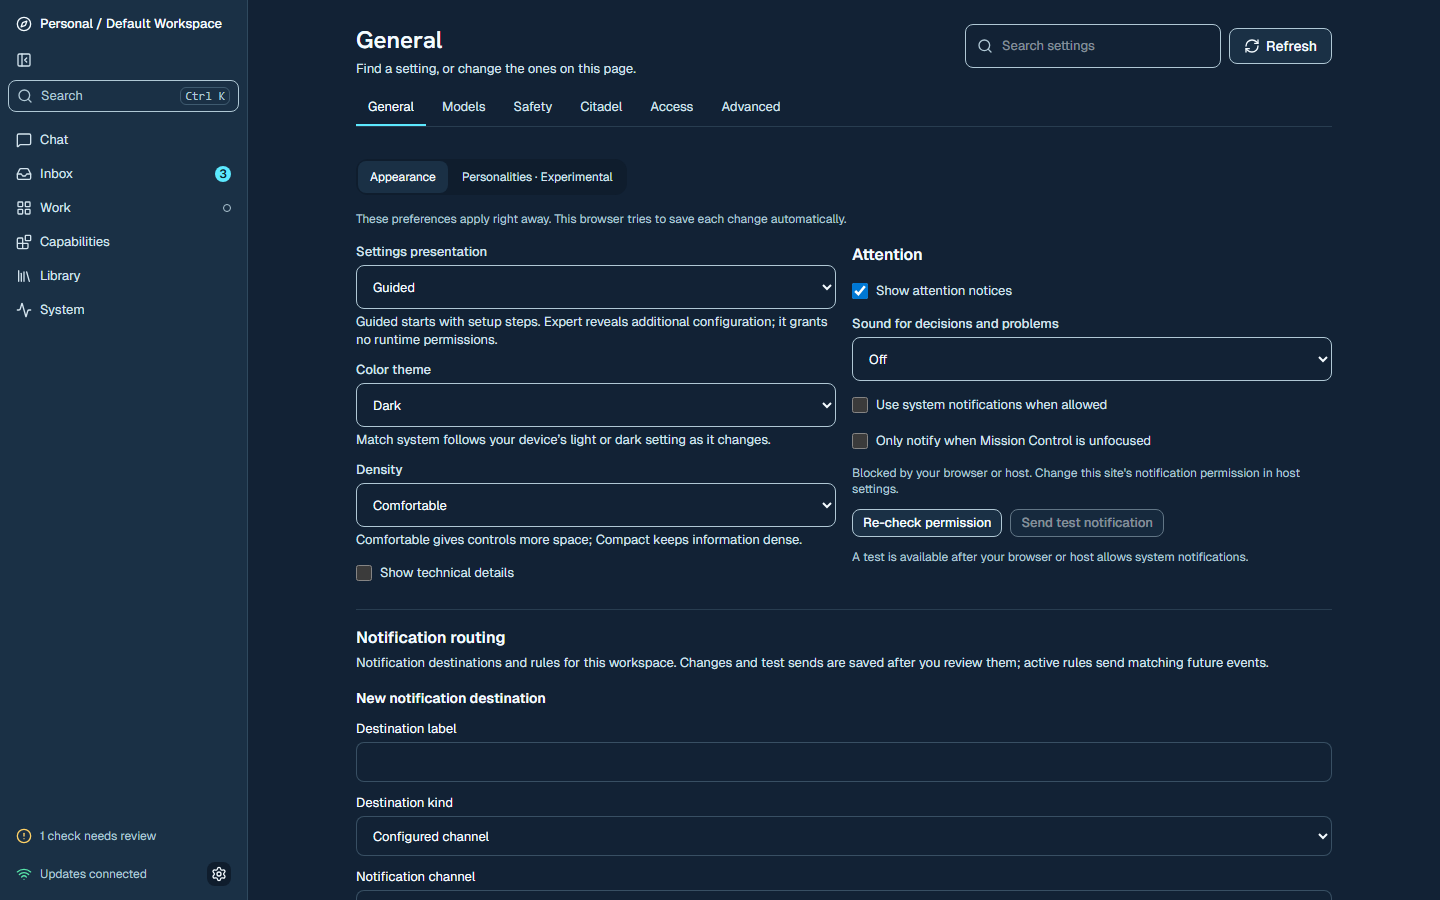 Personal / Default Workspace
Search
Ctrl K
Chat
Inbox
3
Work
Capabilities
Library
System
1 check needs review
Updates connected
General
Find a setting, or change the ones on this page.
Search settings
Refresh
General
Models
Safety
Citadel
Access
Advanced
Appearance
Personalities · Experimental
These preferences apply right away. This browser tries to save each change automatically.
Settings presentation
Guided
Guided starts with setup steps. Expert reveals additional configuration; it grants
no runtime permissions.
Color theme
Dark
Match system follows your device's light or dark setting as it changes.
Density
Comfortable
Comfortable gives controls more space; Compact keeps information dense.
Show technical details
Attention
Show attention notices
Sound for decisions and problems
Off
Use system notifications when allowed
Only notify when Mission Control is unfocused
Blocked by your browser or host. Change this site's notification permission in host
settings.
Re-check permission
Send test notification
A test is available after your browser or host allows system notifications.
Notification routing
Notification destinations and rules for this workspace. Changes and test sends are saved after you review them; active rules send matching future events.
New notification destination
Destination label
Destination kind
Configured channel
Notification channel